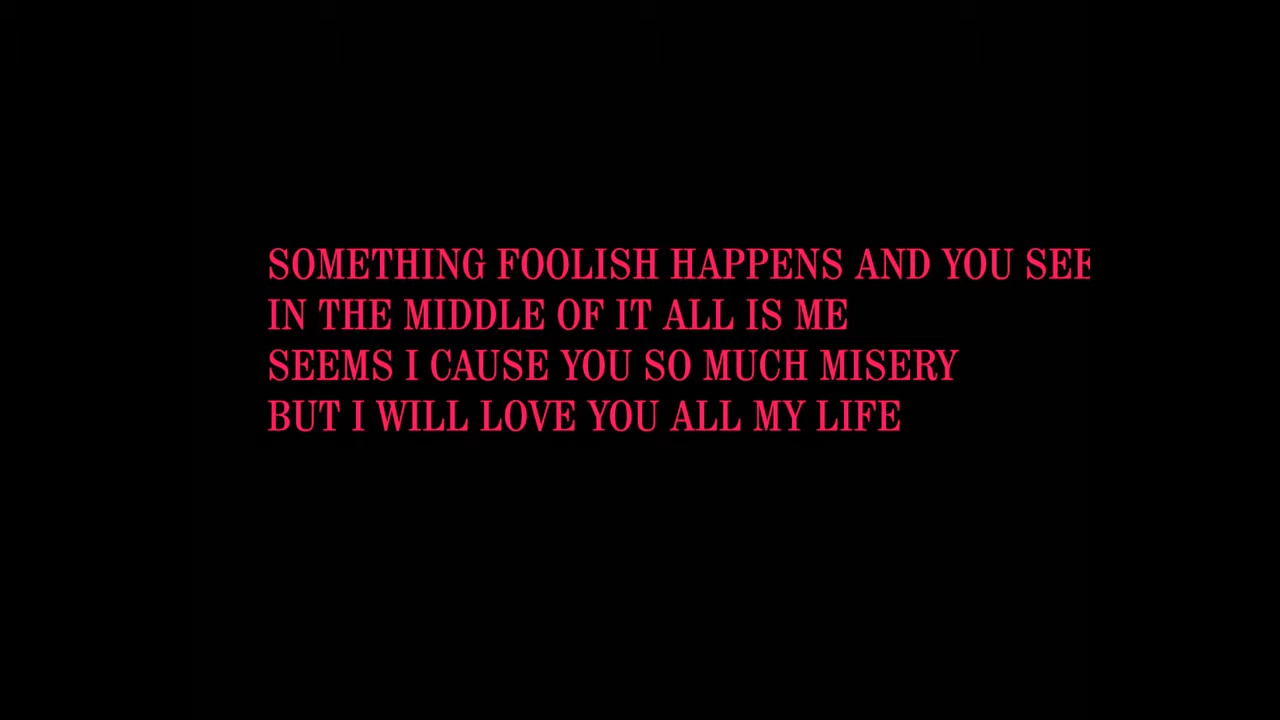 SOMETHING FOOLISH HAPPENS AND YOU SEE
IN THE MIDDLE OF IT ALL IS ME
SEEMS I CAUSE YOU SO MUCH MISERY
BUT I WILL LOVE YOU ALL MY LIFE